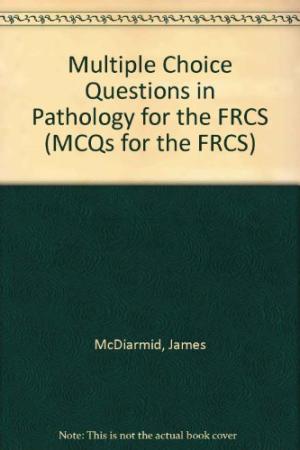 Multiple Choice
Questions in
Pathology for the FRCS
(MCQs for the FRCS)
McDiarmid, James
Note: This is not the actual book cover